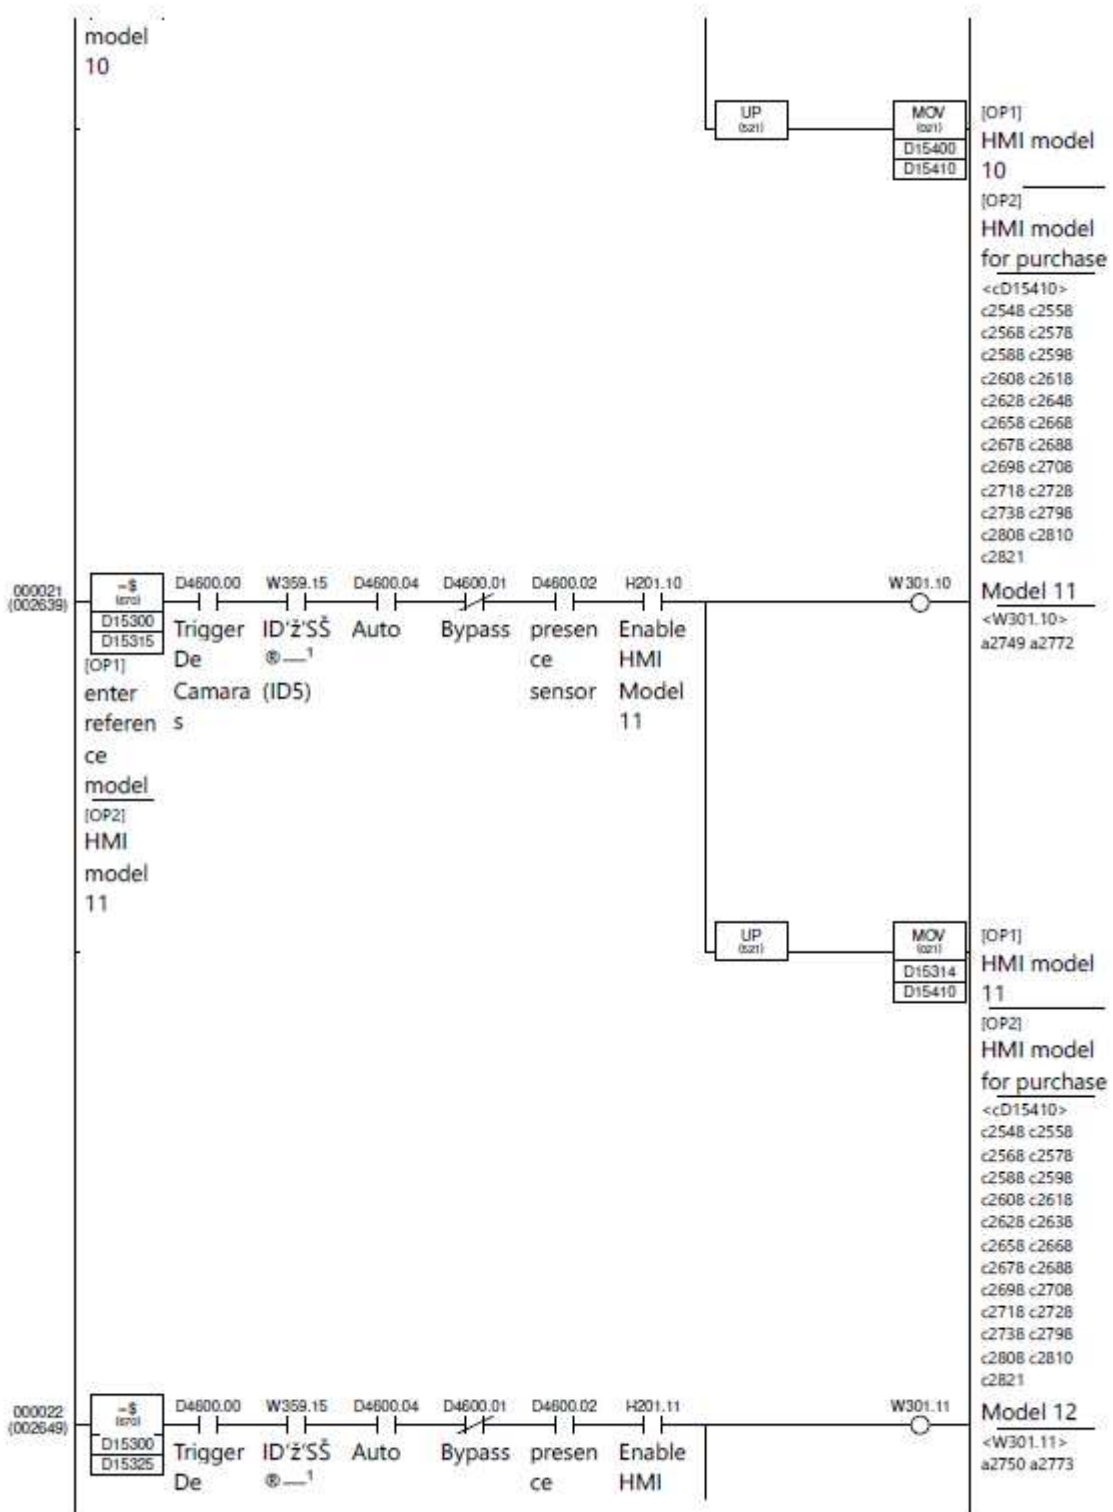 model
10
UP
(521)
MOV
(021)
D15400
D15410
[OP1]
HMI model
10
[OP2]
HMI model
for purchase
<cD15410>
c2548 c2558
c2568 c2578
c2588 c2598
c2608 c2618
c2628 c2648
c2658 c2668
c2678 c2688
c2698 c2708
c2718 c2728
c2738 c2798
c2808 c2810
c2821
000021
(002639)
=$
(670)
D15300
D15315
[OP1]
enter
referen
ce
model
[OP2]
HMI
model
11
D4600.00
Trigger
De
Camara
s
W359.15
ID'ž'SŠ
®—¹
(ID5)
D4600.04
Auto
D4600.01
Bypass
D4600.02
presen
ce
sensor
H201.10
Enable
HMI
Model
11
W301.10
Model 11
<W301.10>
a2749 a2772
UP
(521)
MOV
(021)
D15314
D15410
[OP1]
HMI model
11
[OP2]
HMI model
for purchase
<cD15410>
c2548 c2558
c2568 c2578
c2588 c2598
c2608 c2618
c2628 c2638
c2658 c2668
c2678 c2688
c2698 c2708
c2718 c2728
c2738 c2798
c2808 c2810
c2821
000022
(002649)
=$
(670)
D15300
D15325
D4600.00
Trigger
De
W359.15
ID'ž'SŠ
®—¹
D4600.04
Auto
D4600.01
Bypass
D4600.02
presen
ce
H201.11
Enable
HMI
W301.11
Model 12
<W301.11>
a2750 a2773